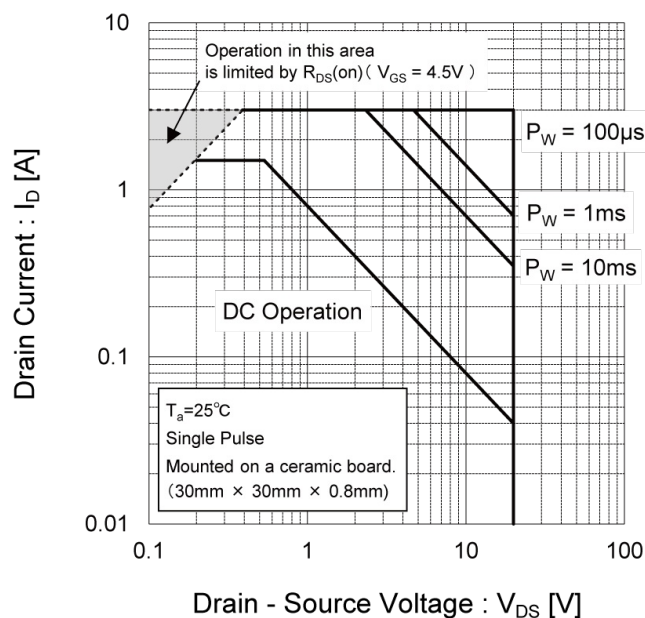 10
Operation in this area
is limited by RDS(on)( VGS = 4.5V )
PW = 100μs
1
PW = 1ms
PW = 10ms
DC Operation
0.1
Ta=25℃
Single Pulse
Mounted on a ceramic board.
(30mm × 30mm × 0.8mm)
0.01
0.1
1
10
100
Drain Current : ID [A]
Drain - Source Voltage : VDS [V]